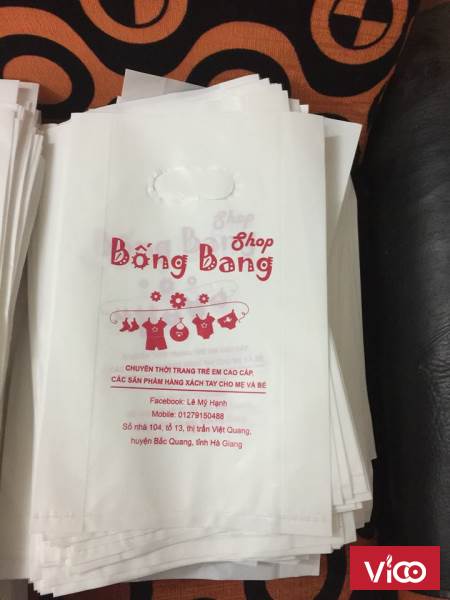 Shop
Bống Bang
CHUYÊN THỜI TRANG TRẺ EM CAO CẤP,
CÁC SẢN PHẨM HÀNG XÁCH TAY CHO MẸ VÀ BÉ
Facebook: Lê Mỹ Hạnh
Mobile: 01279150488
Số nhà 104, tổ 13, thị trấn Việt Quang,
huyện Bắc Quang, tỉnh Hà Giang
ViCO